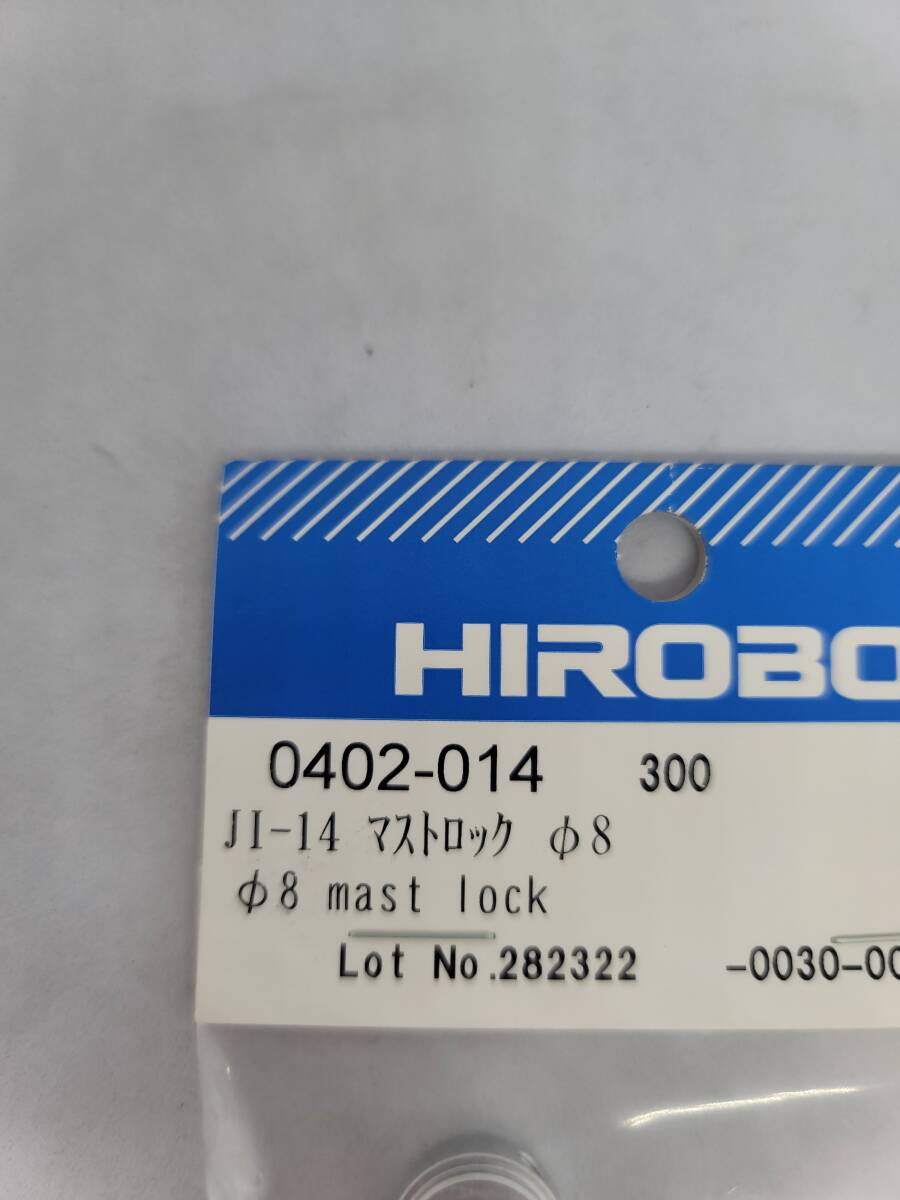 HIROBO
0402-014 300
JI-14 ﾏｽﾄﾛｯｸ φ8
φ8 mast lock
Lot No.282322 -0030-00